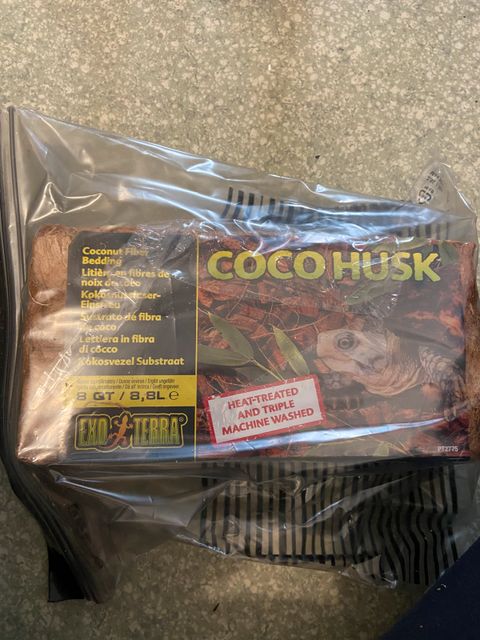 COCO HUSK
Coconut Fiber
Bedding
Litière en fibres de
noix de coco
Einstreu
Sustrato de fibra
de coco
Lettiera in fibra
di cocco
Kokosvezel Substraat
8 QT / 8,8L e
EXO TERRA
HEAT-TREATED
AND TRIPLE
MACHINE WASHED
PT2775